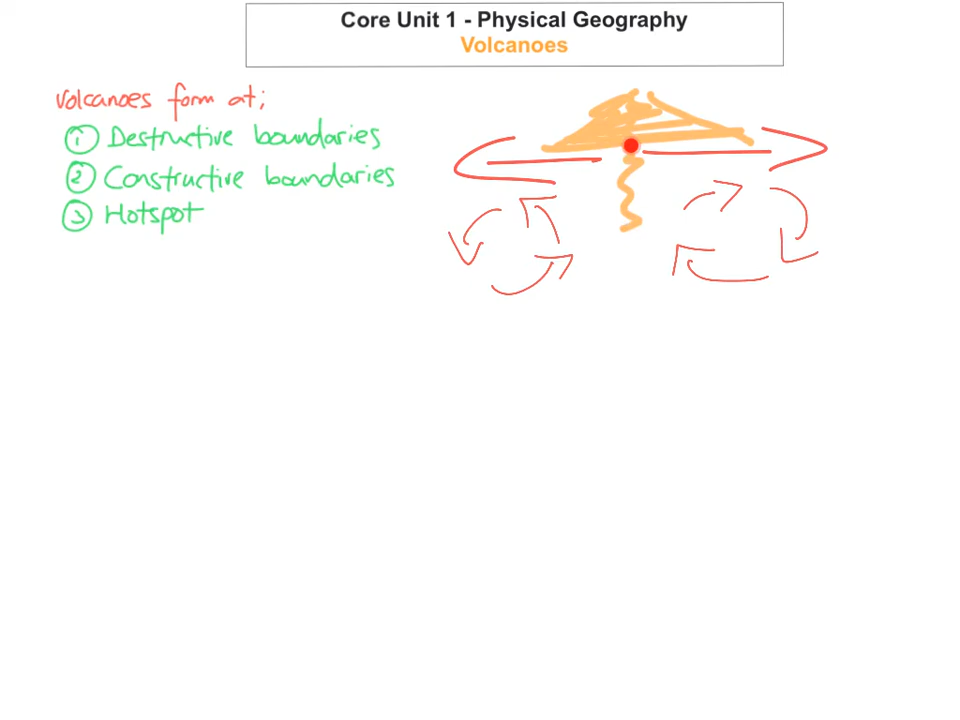 Core Unit 1 - Physical Geography
Volcanoes
Volcanoes form at;
① Destructive boundaries
② Constructive boundaries
③ Hotspot